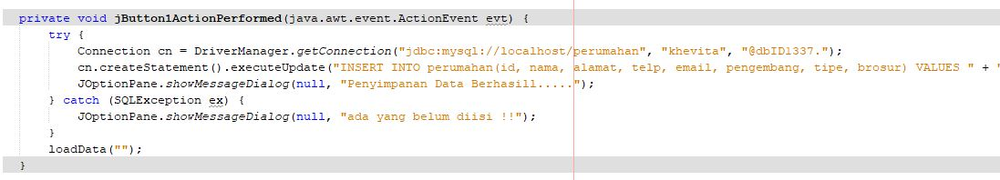 private void jButton1ActionPerformed(java.awt.event.ActionEvent evt) {
try {
Connection cn = DriverManager.getConnection("jdbc:mysql://localhost/perumahan", "khevita", "@dbID1337.");
cn.createStatement().executeUpdate("INSERT INTO perumahan(id, nama, alamat, telp, email, pengembang, tipe, brosur) VALUES " + "
JOptionPane.showMessageDialog(null, "Penyimpanan Data Berhasill.....");
} catch (SQLException ex) {
JOptionPane.showMessageDialog(null, "ada yang belum diisi !!");
}
loadData("");
}